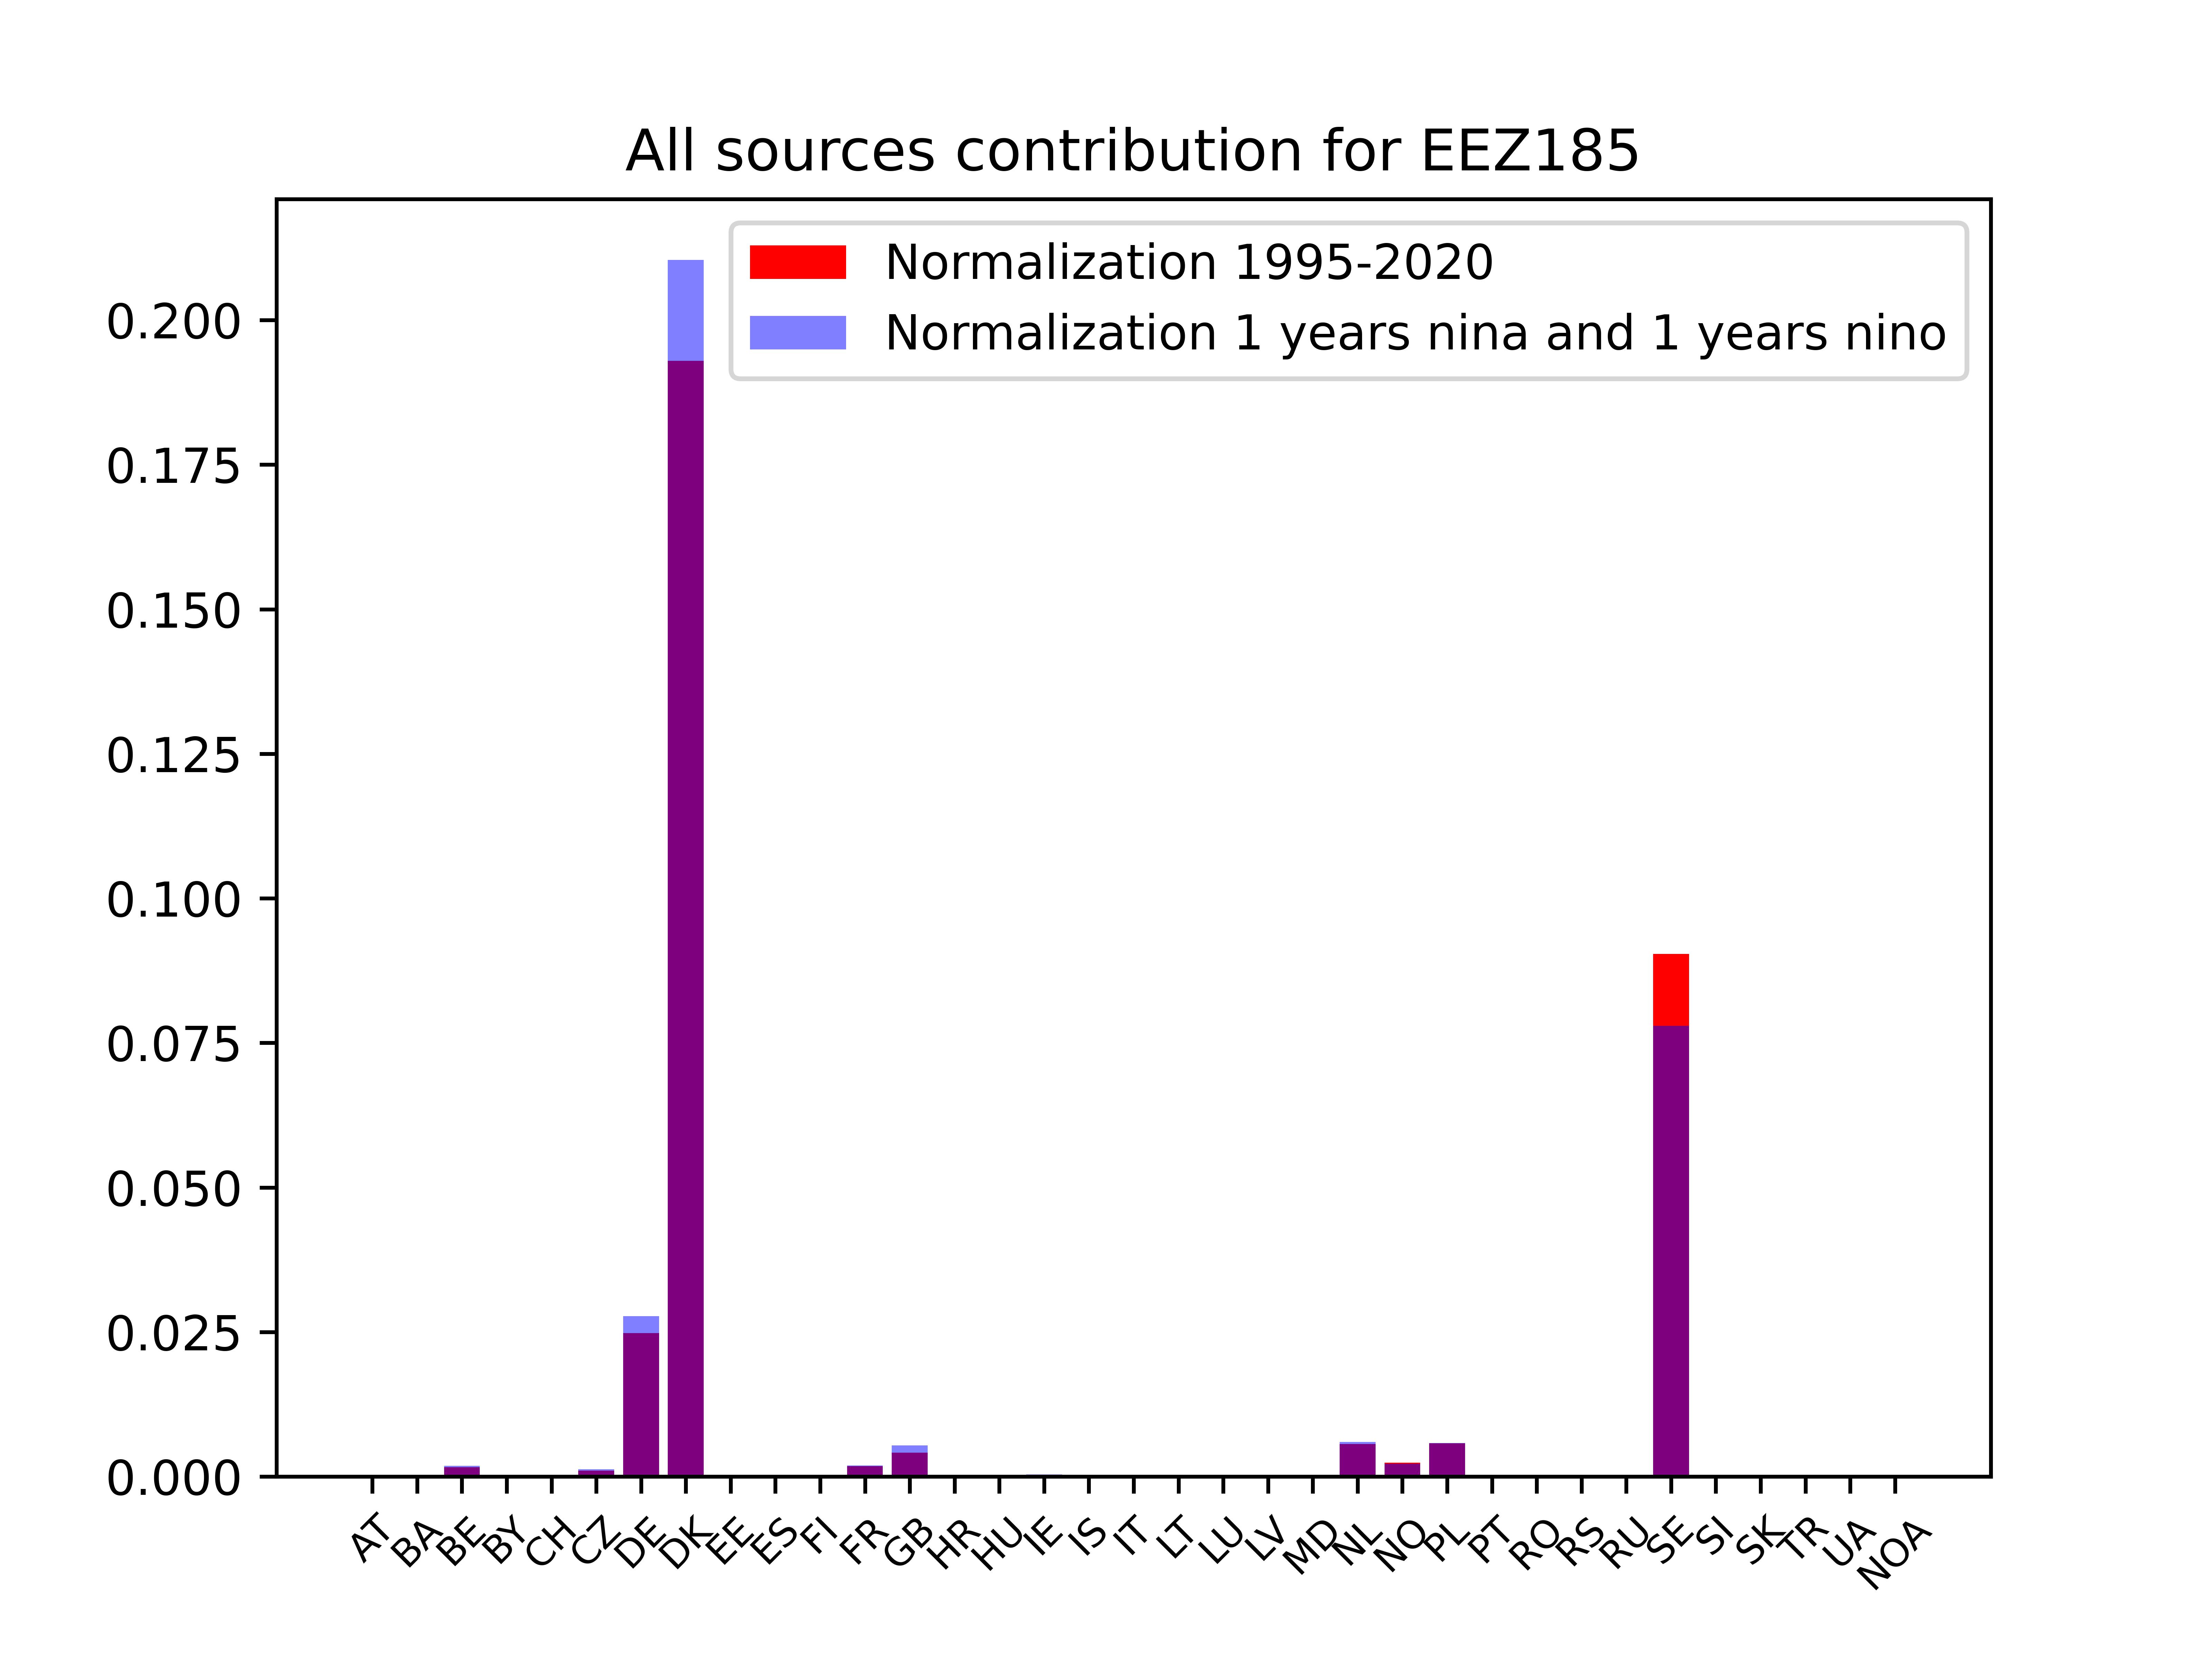 All sources contribution for EEZ185
Normalization 1995-2020
Normalization 1 years nina and 1 years nino
0.200
0.175
0.150
0.125
0.100
0.075
0.050
0.025
0.000
AT BA BE BY CH CZ DE DK EE ES FI FR GB HR HU IE IS IT LT LU LV MD NL NO PL PT RO RS RU SE SI SK TR UA NOA